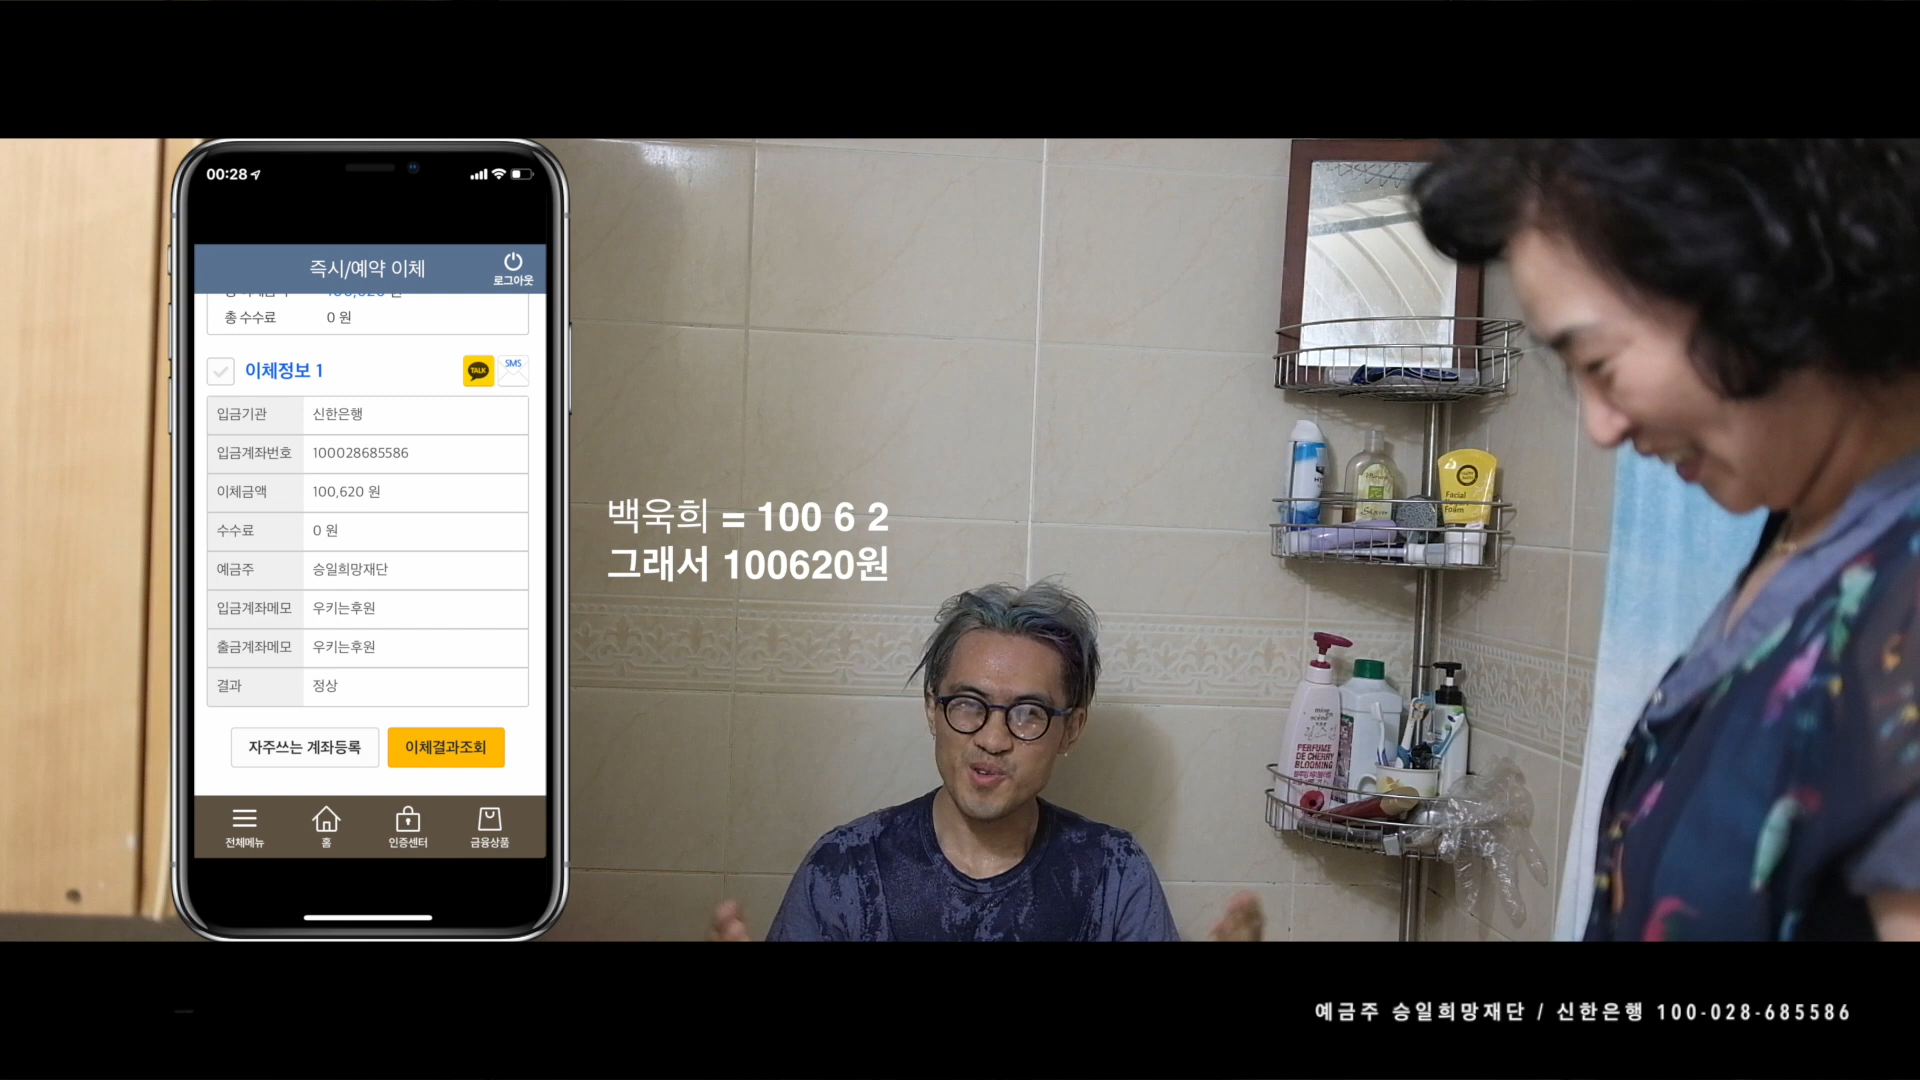 00:28
즉시/예약 이체
로그아웃
총 수수료 0 원
이체정보 1
TALK
SMS
입금기관 신한은행
입금계좌번호 100028685586
이체금액 100,620 원
수수료 0 원
예금주 승일희망재단
입금계좌메모 우키는후원
출금계좌메모 우키는후원
결과 정상
자주쓰는 계좌등록 이체결과조회
전체메뉴 홈 인증센터 금융상품
백욱희 = 100 6 2
그래서 100620원
Facial
Yogurt
Foam
PERFUME
DE CHERRY
BLOOMING
예금주 승일희망재단 / 신한은행 100-028-685586